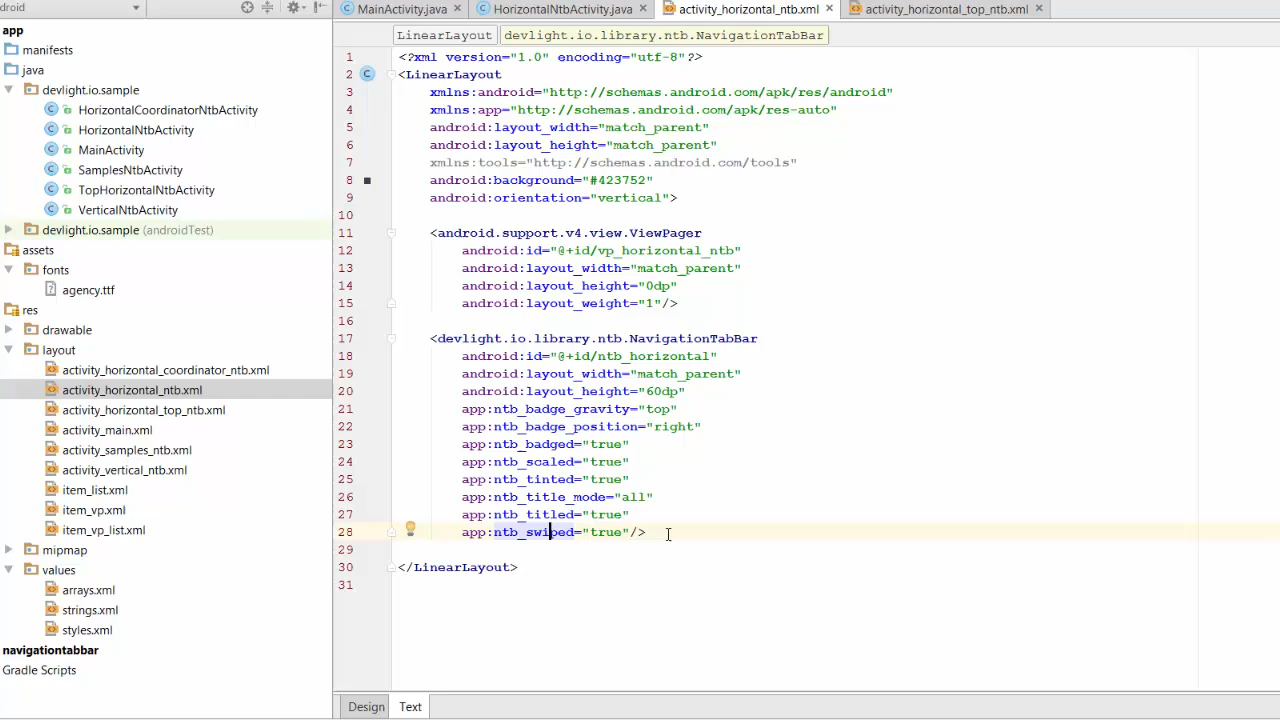 droid
MainActivity.java
HorizontalNtbActivity.java
activity_horizontal_ntb.xml
activity_horizontal_top_ntb.xml
app
manifests
java
devlight.io.sample
HorizontalCoordinatorNtbActivity
HorizontalNtbActivity
MainActivity
SamplesNtbActivity
TopHorizontalNtbActivity
VerticalNtbActivity
devlight.io.sample (androidTest)
assets
fonts
agency.ttf
res
drawable
layout
activity_horizontal_coordinator_ntb.xml
activity_horizontal_ntb.xml
activity_horizontal_top_ntb.xml
activity_main.xml
activity_samples_ntb.xml
activity_vertical_ntb.xml
item_list.xml
item_vp.xml
item_vp_list.xml
mipmap
values
arrays.xml
strings.xml
styles.xml
navigationtabbar
Gradle Scripts
LinearLayout devlight.io.library.ntb.NavigationTabBar
1 <?xml version="1.0" encoding="utf-8"?>
2 <LinearLayout
3 xmlns:android="http://schemas.android.com/apk/res/android"
4 xmlns:app="http://schemas.android.com/apk/res-auto"
5 android:layout_width="match_parent"
6 android:layout_height="match_parent"
7 xmlns:tools="http://schemas.android.com/tools"
8 android:background="#423752"
9 android:orientation="vertical">
10
11 <android.support.v4.view.ViewPager
12 android:id="@+id/vp_horizontal_ntb"
13 android:layout_width="match_parent"
14 android:layout_height="0dp"
15 android:layout_weight="1"/>
16
17 <devlight.io.library.ntb.NavigationTabBar
18 android:id="@+id/ntb_horizontal"
19 android:layout_width="match_parent"
20 android:layout_height="60dp"
21 app:ntb_badge_gravity="top"
22 app:ntb_badge_position="right"
23 app:ntb_badged="true"
24 app:ntb_scaled="true"
25 app:ntb_tinted="true"
26 app:ntb_title_mode="all"
27 app:ntb_titled="true"
28 app:ntb_swiped="true"/>
29
30 </LinearLayout>
31
Design Text